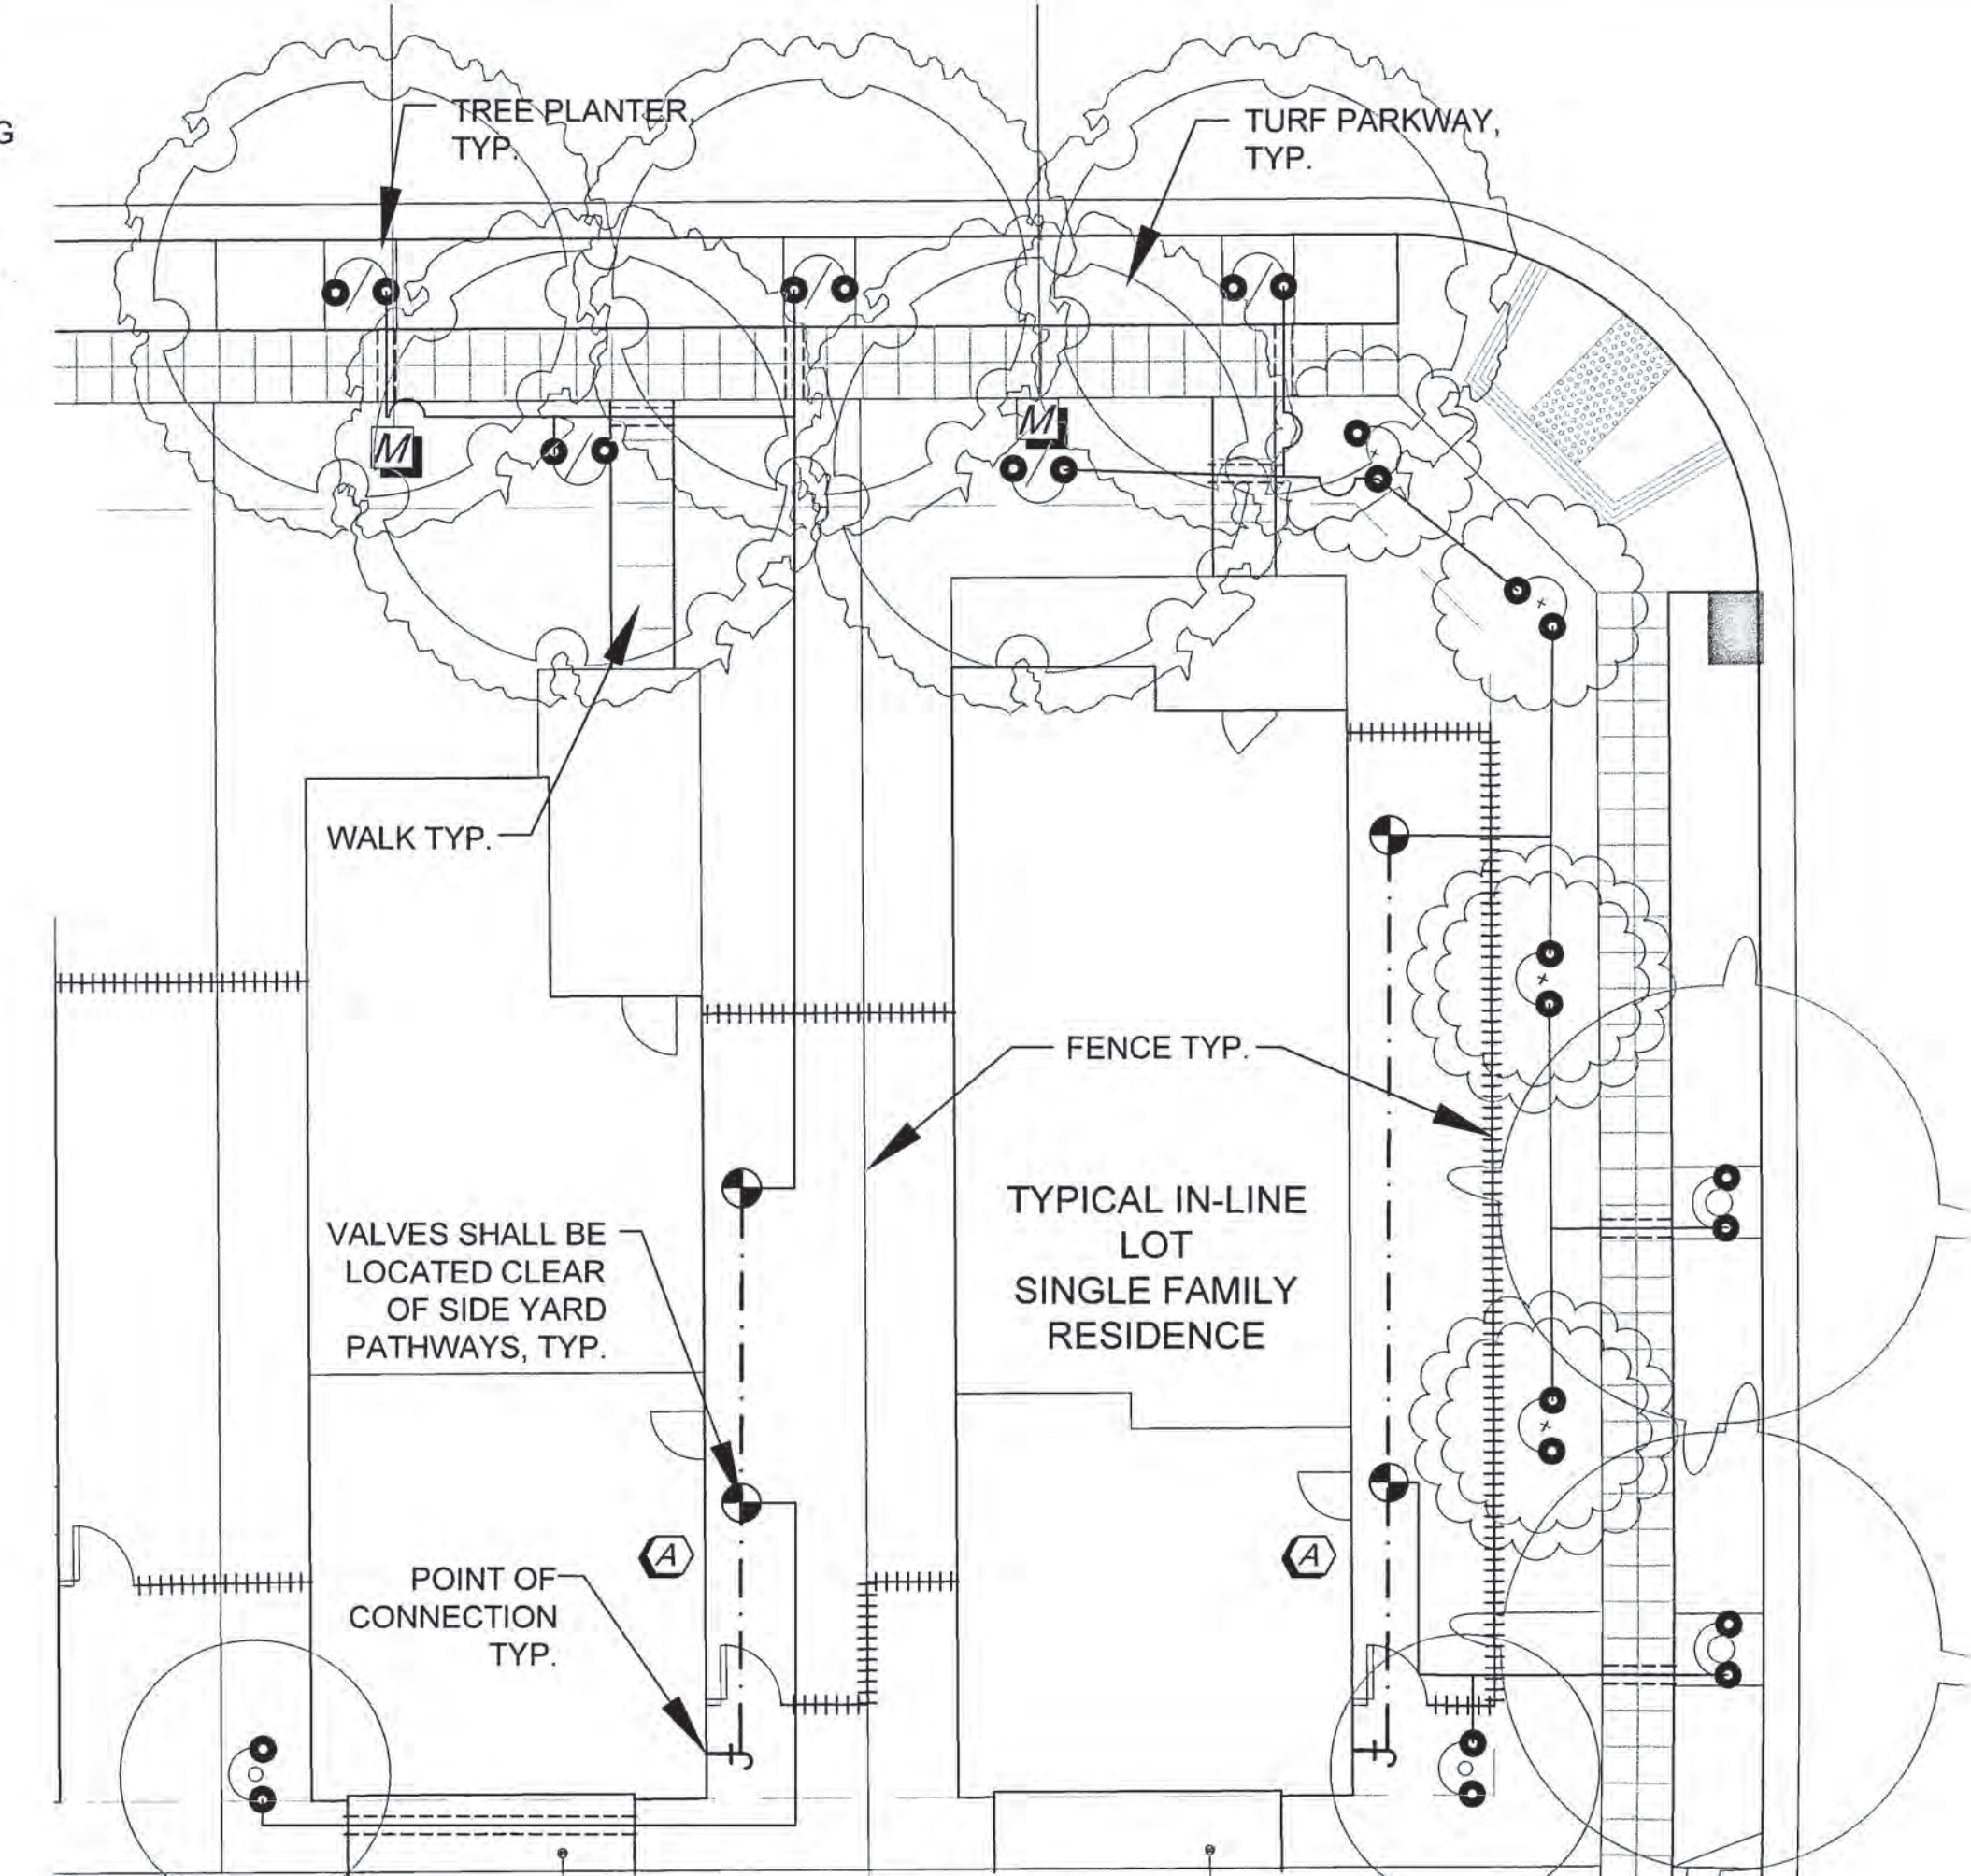 G
TREE PLANTER,
TYP.
TURF PARKWAY,
TYP.
M
M
WALK TYP.
FENCE TYP.
TYPICAL IN-LINE
LOT
SINGLE FAMILY
RESIDENCE
VALVES SHALL BE
LOCATED CLEAR
OF SIDE YARD
PATHWAYS, TYP.
A
A
POINT OF
CONNECTION
TYP.